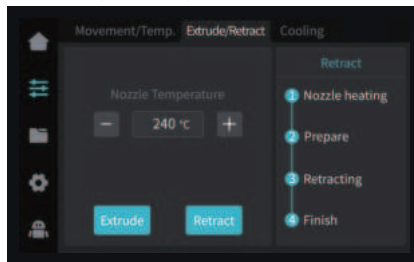 Movement/Temp. Extrude/Retract Cooling
Retract
Nozzle Temperature
− 240 °C +
1 Nozzle heating
2 Prepare
3 Retracting
4 Finish
Extrude Retract